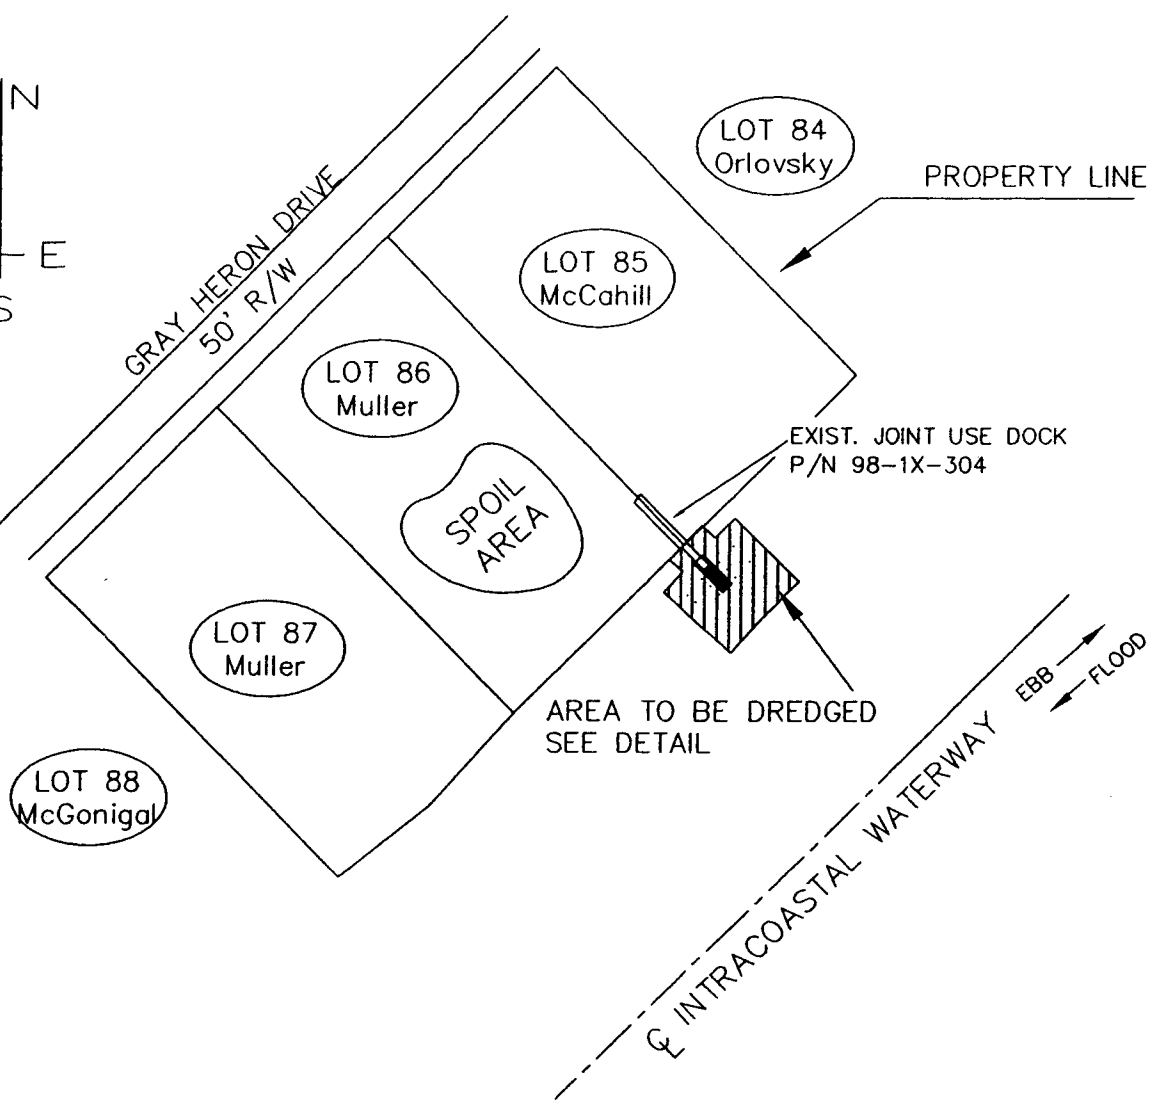 N
E
S
GRAY HERON DRIVE
50' R/W
LOT 84
Orlovsky
PROPERTY LINE
LOT 85
McCahill
LOT 86
Muller
EXIST. JOINT USE DOCK
P/N 98-1X-304
SPOIL
AREA
LOT 87
Muller
AREA TO BE DREDGED
SEE DETAIL
EBB
FLOOD
LOT 88
McGonigal
℄ INTRACOASTAL WATERWAY